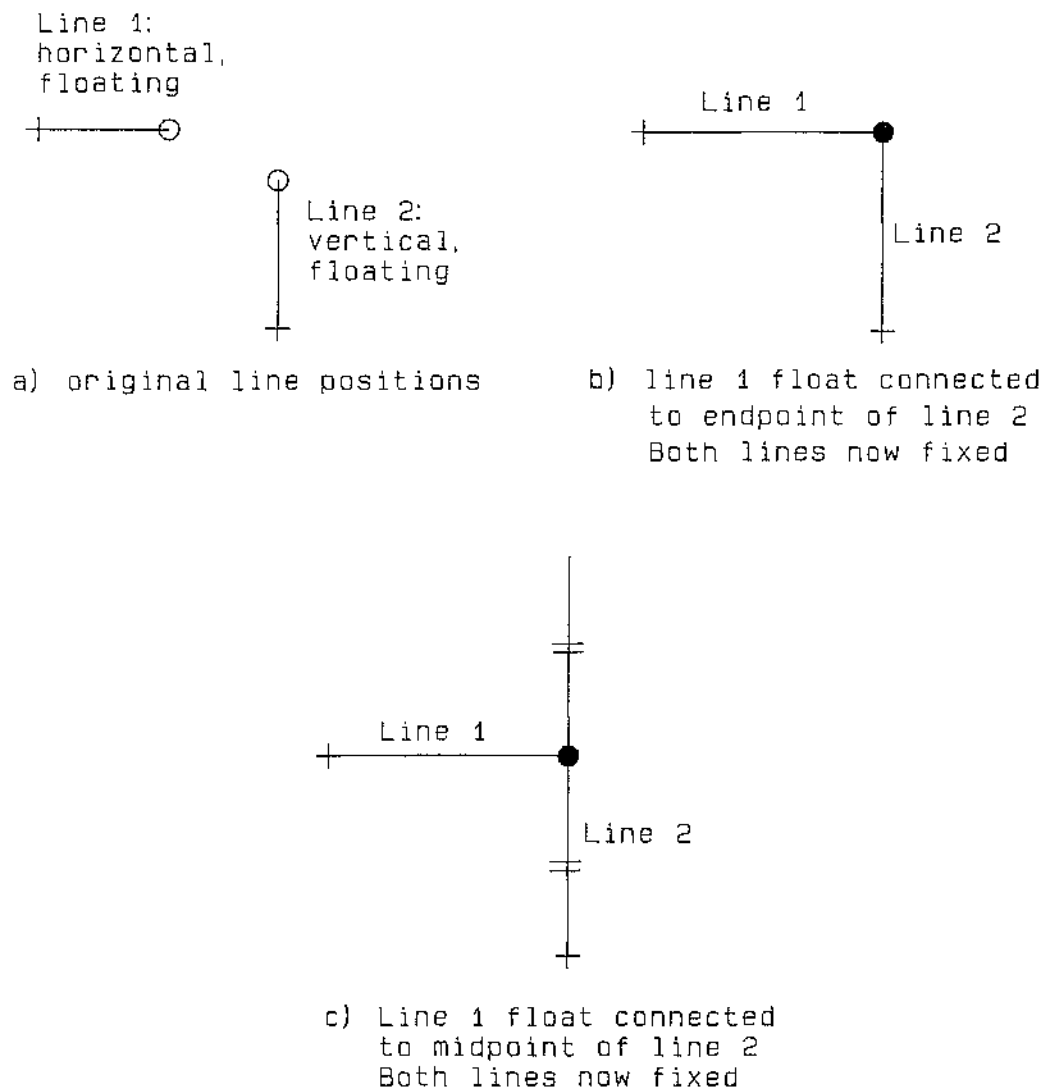 Line 1:
horizontal,
floating
Line 2:
vertical,
floating
a) original line positions
Line 1
Line 2
b) line 1 float connected
to endpoint of line 2
Both lines now fixed
Line 1
Line 2
c) Line 1 float connected
to midpoint of line 2
Both lines now fixed